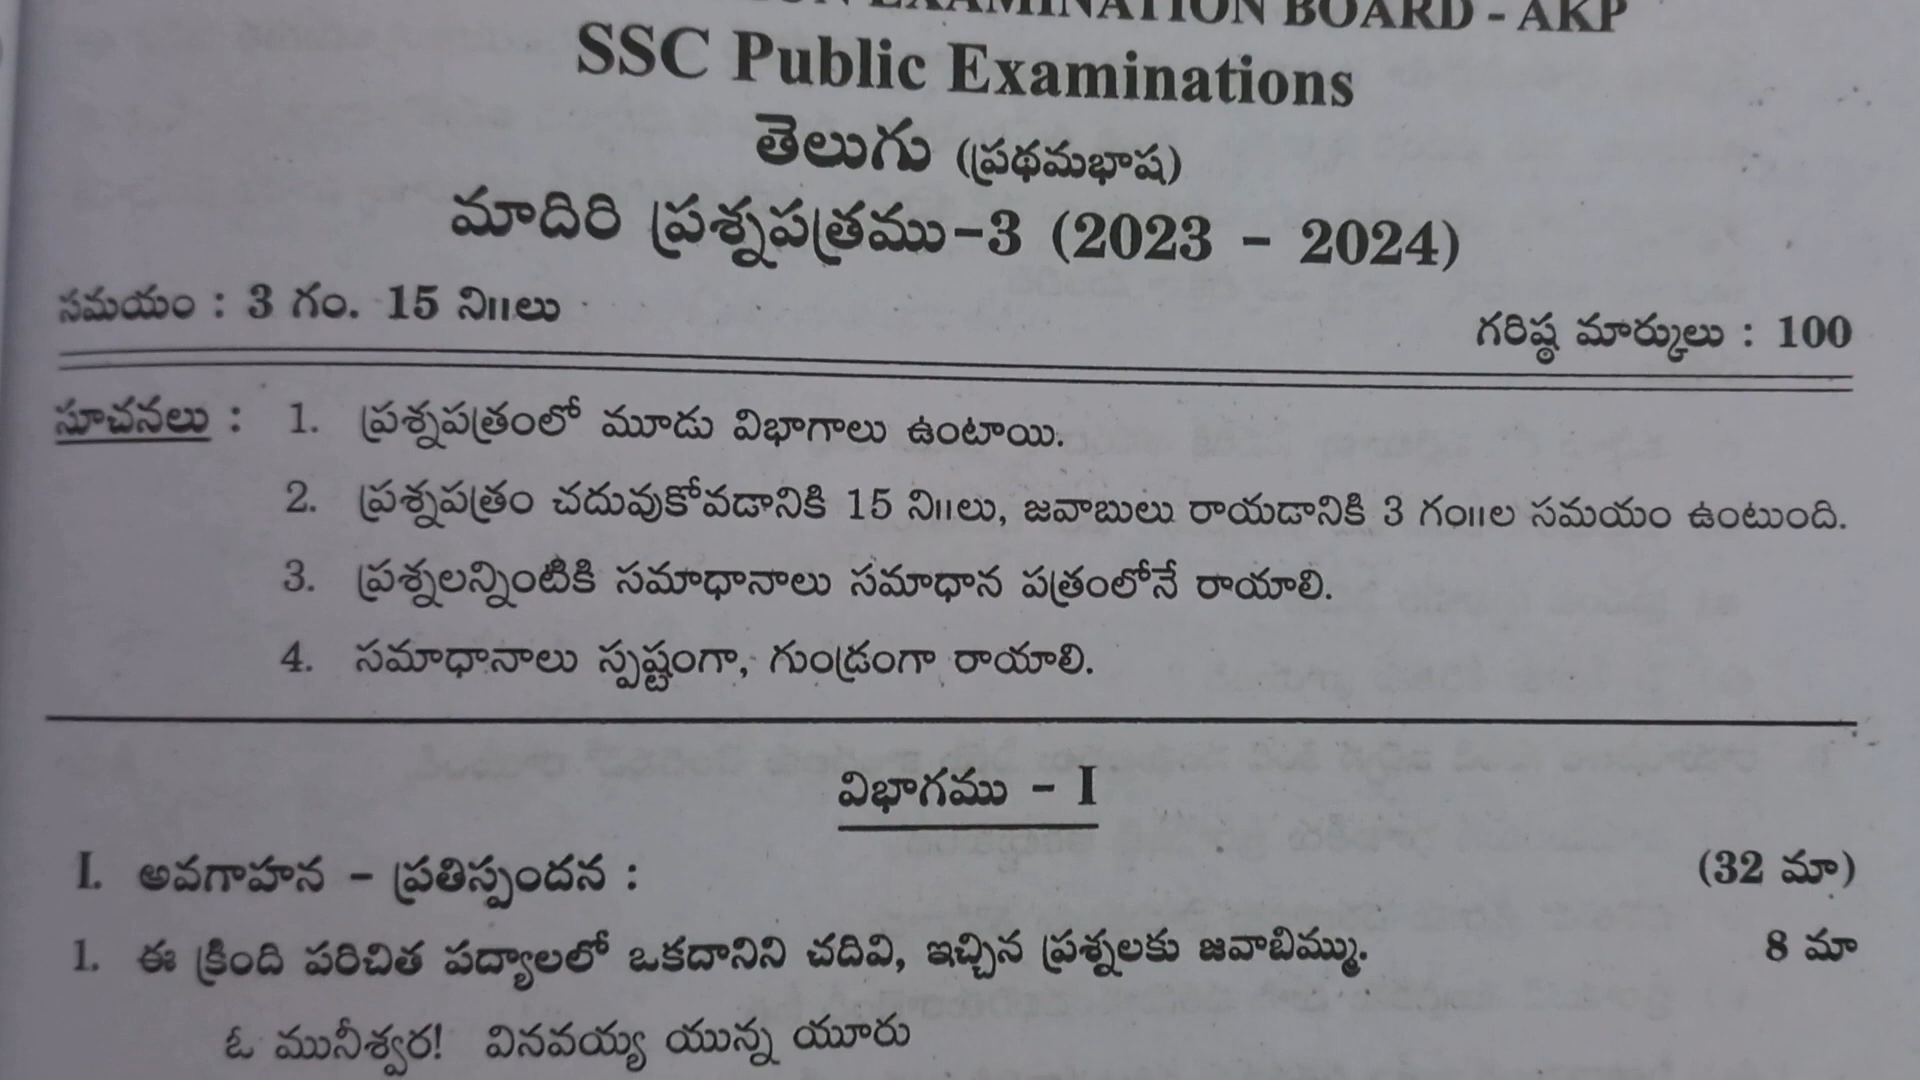 EXAMINATION BOARD - AKP
SSC Public Examinations
తెలుగు (ప్రథమభాష)
మాదిరి ప్రశ్నపత్రము-3 (2023 - 2024)
సమయం : 3 గం. 15 ని॥లు
గరిష్ఠ మార్కులు : 100
సూచనలు : 1. ప్రశ్నపత్రంలో మూడు విభాగాలు ఉంటాయి.
2. ప్రశ్నపత్రం చదువుకోవడానికి 15 ని॥లు, జవాబులు రాయడానికి 3 గం॥ల సమయం ఉంటుంది.
3. ప్రశ్నలన్నింటికి సమాధానాలు సమాధాన పత్రంలోనే రాయాలి.
4. సమాధానాలు స్పష్టంగా, గుండ్రంగా రాయాలి.
విభాగము - I
I. అవగాహన - ప్రతిస్పందన : (32 మా)
1. ఈ క్రింది పరిచిత పద్యాలలో ఒకదానిని చదివి, ఇచ్చిన ప్రశ్నలకు జవాబిమ్ము. 8 మా
ఓ మునీశ్వర! వినవయ్య యున్న యూరు